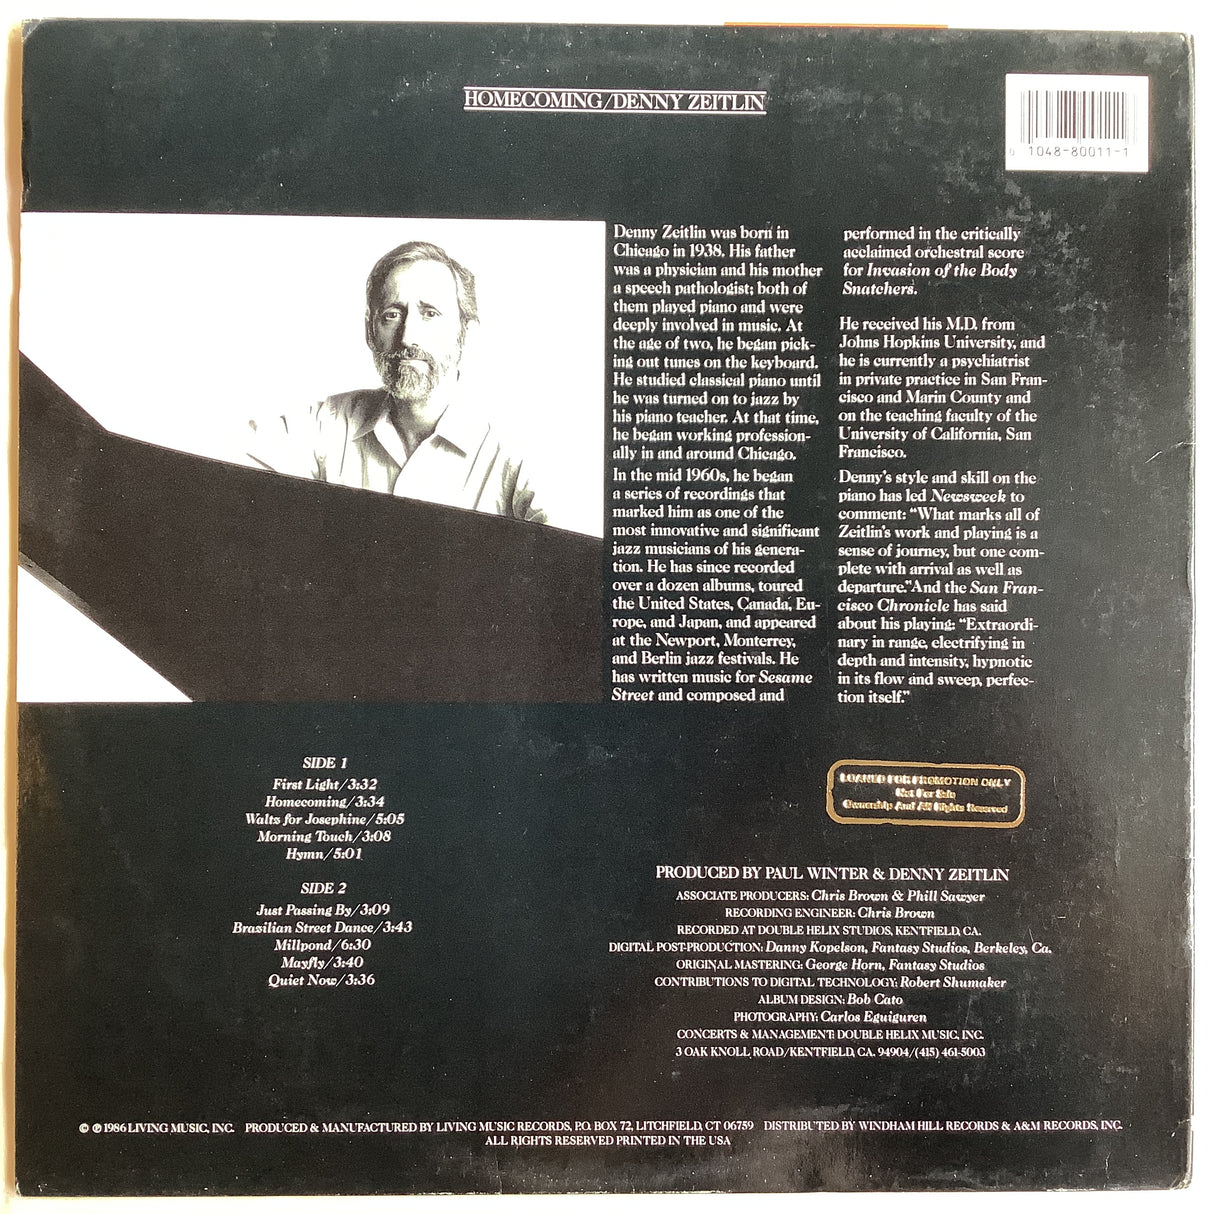 HOMECOMING/DENNY ZEITLIN
1048-80011-1
Denny Zeitlin was born in
Chicago in 1938. His father
was a physician and his mother
a speech pathologist; both of
them played piano and were
deeply involved in music. At
the age of two, he began pick-
ing out tunes on the keyboard.
He studied classical piano until
he was turned on to jazz by
his piano teacher. At that time,
he began working profession-
ally in and around Chicago.
In the mid 1960s, he began
a series of recordings that
marked him as one of the
most innovative and significant
jazz musicians of his genera-
tion. He has since recorded
over a dozen albums, toured
the United States, Canada, Eu-
rope, and Japan, and appeared
at the Newport, Monterrey,
and Berlin jazz festivals. He
has written music for Sesame
Street and composed and
performed in the critically
acclaimed orchestral score
for Invasion of the Body
Snatchers.
He received his M.D. from
Johns Hopkins University, and
he is currently a psychiatrist
in private practice in San Fran-
cisco and Marin County and
on the teaching faculty of the
University of California, San
Francisco.
Denny's style and skill on the
piano has led Newsweek to
comment: "What marks all of
Zeitlin's work and playing is a
sense of journey, but one com-
plete with arrival as well as
departure." And the San Fran-
cisco Chronicle has said
about his playing: "Extraordi-
nary in range, electrifying in
depth and intensity, hypnotic
in its flow and sweep, perfec-
tion itself."
SIDE 1
First Light/3:32
Homecoming/3:34
Waltz for Josephine/5:05
Morning Touch/3:08
Hymn/5:01
SIDE 2
Just Passing By/3:09
Brazilian Street Dance/3:43
Millpond/6:30
Mayfly/3:40
Quiet Now/3:36
LOANED FOR PROMOTION ONLY
Not For Sale
Ownership And All Rights Reserved
PRODUCED BY PAUL WINTER & DENNY ZEITLIN
ASSOCIATE PRODUCERS: Chris Brown & Phill Sawyer
RECORDING ENGINEER: Chris Brown
RECORDED AT DOUBLE HELIX STUDIOS, KENTFIELD, CA.
DIGITAL POST-PRODUCTION: Danny Kopelson, Fantasy Studios, Berkeley, Ca.
ORIGINAL MASTERING: George Horn, Fantasy Studios
CONTRIBUTIONS TO DIGITAL TECHNOLOGY: Robert Shumaker
ALBUM DESIGN: Bob Cato
PHOTOGRAPHY: Carlos Eguiguren
CONCERTS & MANAGEMENT: DOUBLE HELIX MUSIC, INC.
3 OAK KNOLL ROAD/KENTFIELD, CA. 94904/(415) 461-5003
© ℗ 1986 LIVING MUSIC, INC. PRODUCED & MANUFACTURED BY LIVING MUSIC RECORDS, P.O. BOX 72, LITCHFIELD, CT 06759 DISTRIBUTED BY WINDHAM HILL RECORDS & A&M RECORDS, INC.
ALL RIGHTS RESERVED PRINTED IN THE USA